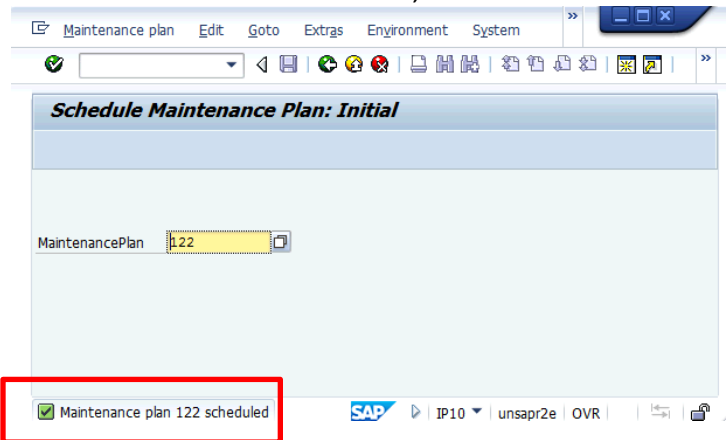 Maintenance plan Edit Goto Extras Environment System »
»
Schedule Maintenance Plan: Initial
MaintenancePlan 122
Maintenance plan 122 scheduled SAP IP10 unsapr2e OVR